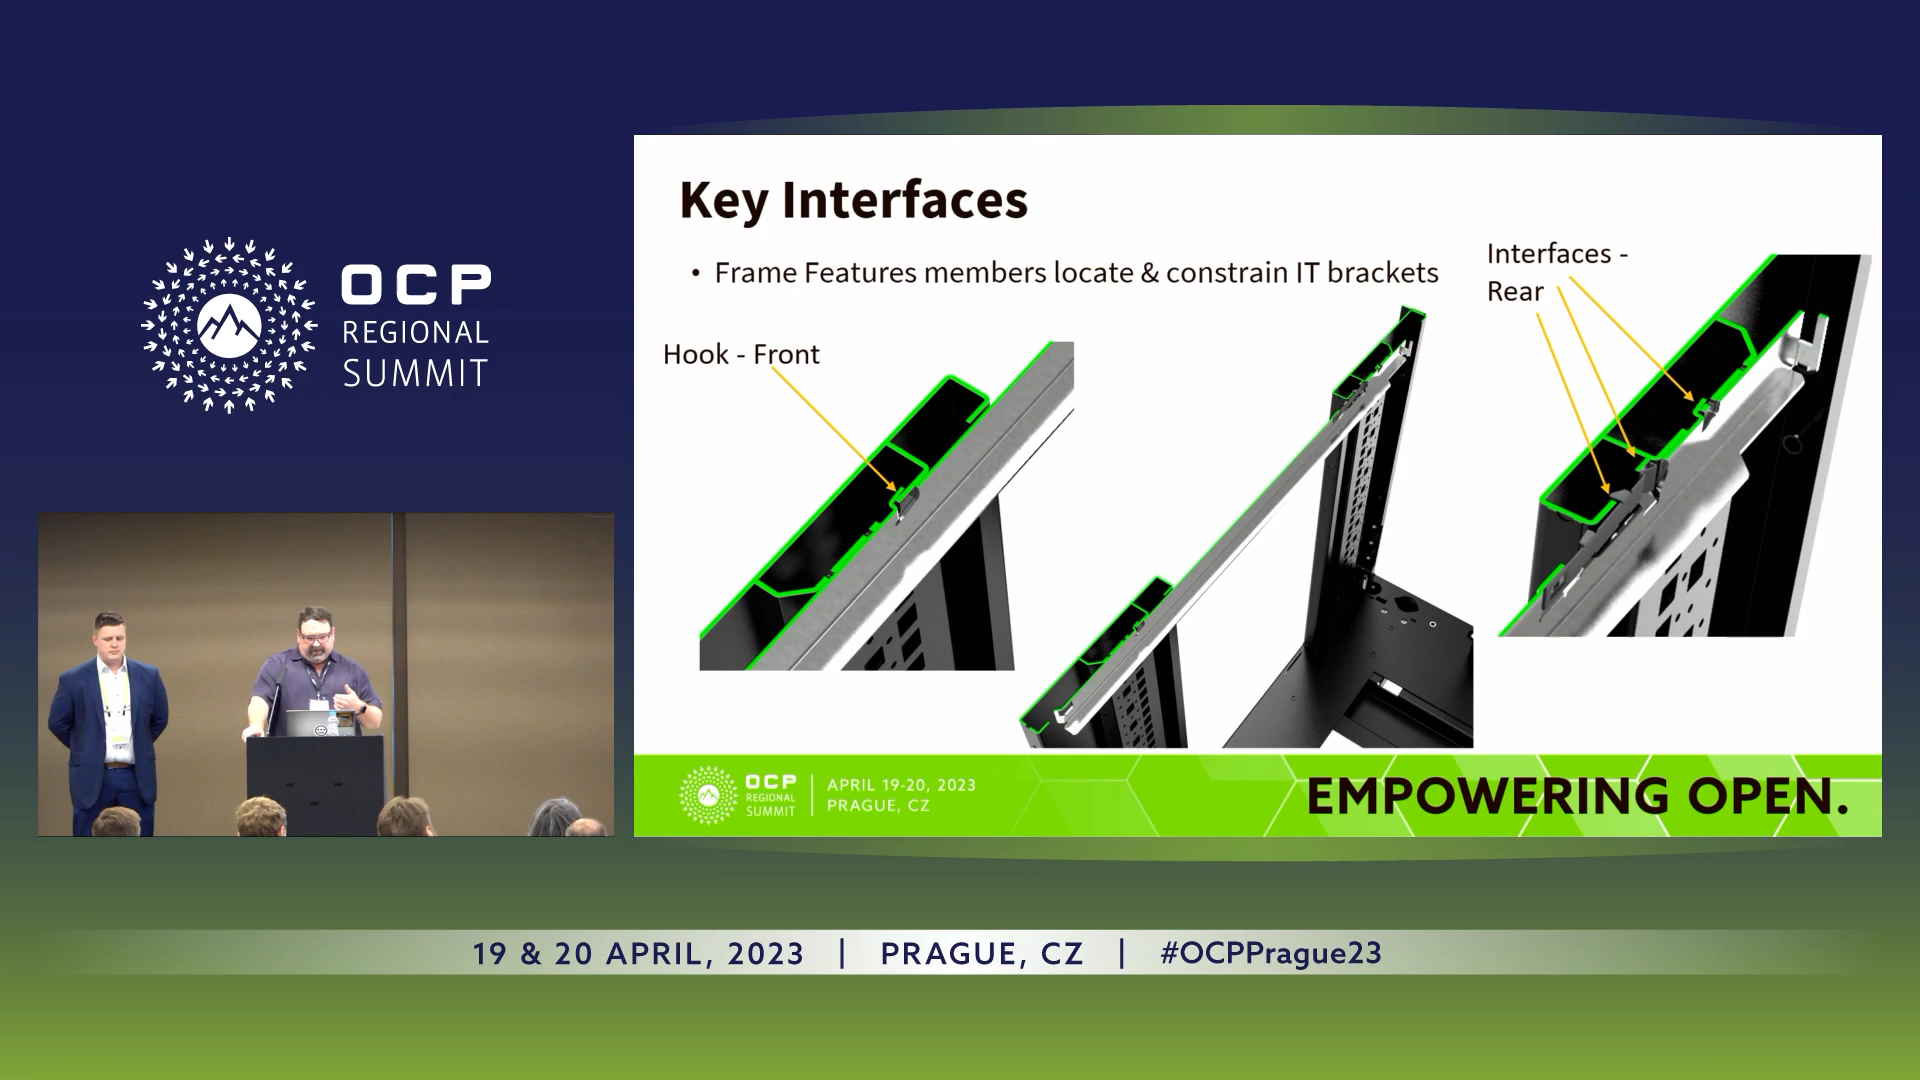 OCP
REGIONAL
SUMMIT
Key Interfaces
• Frame Features members locate & constrain IT brackets
Interfaces -
Rear
Hook - Front
OCP
REGIONAL
SUMMIT
APRIL 19-20, 2023
PRAGUE, CZ
EMPOWERING OPEN.
19 & 20 APRIL, 2023 | PRAGUE, CZ | #OCPPrague23